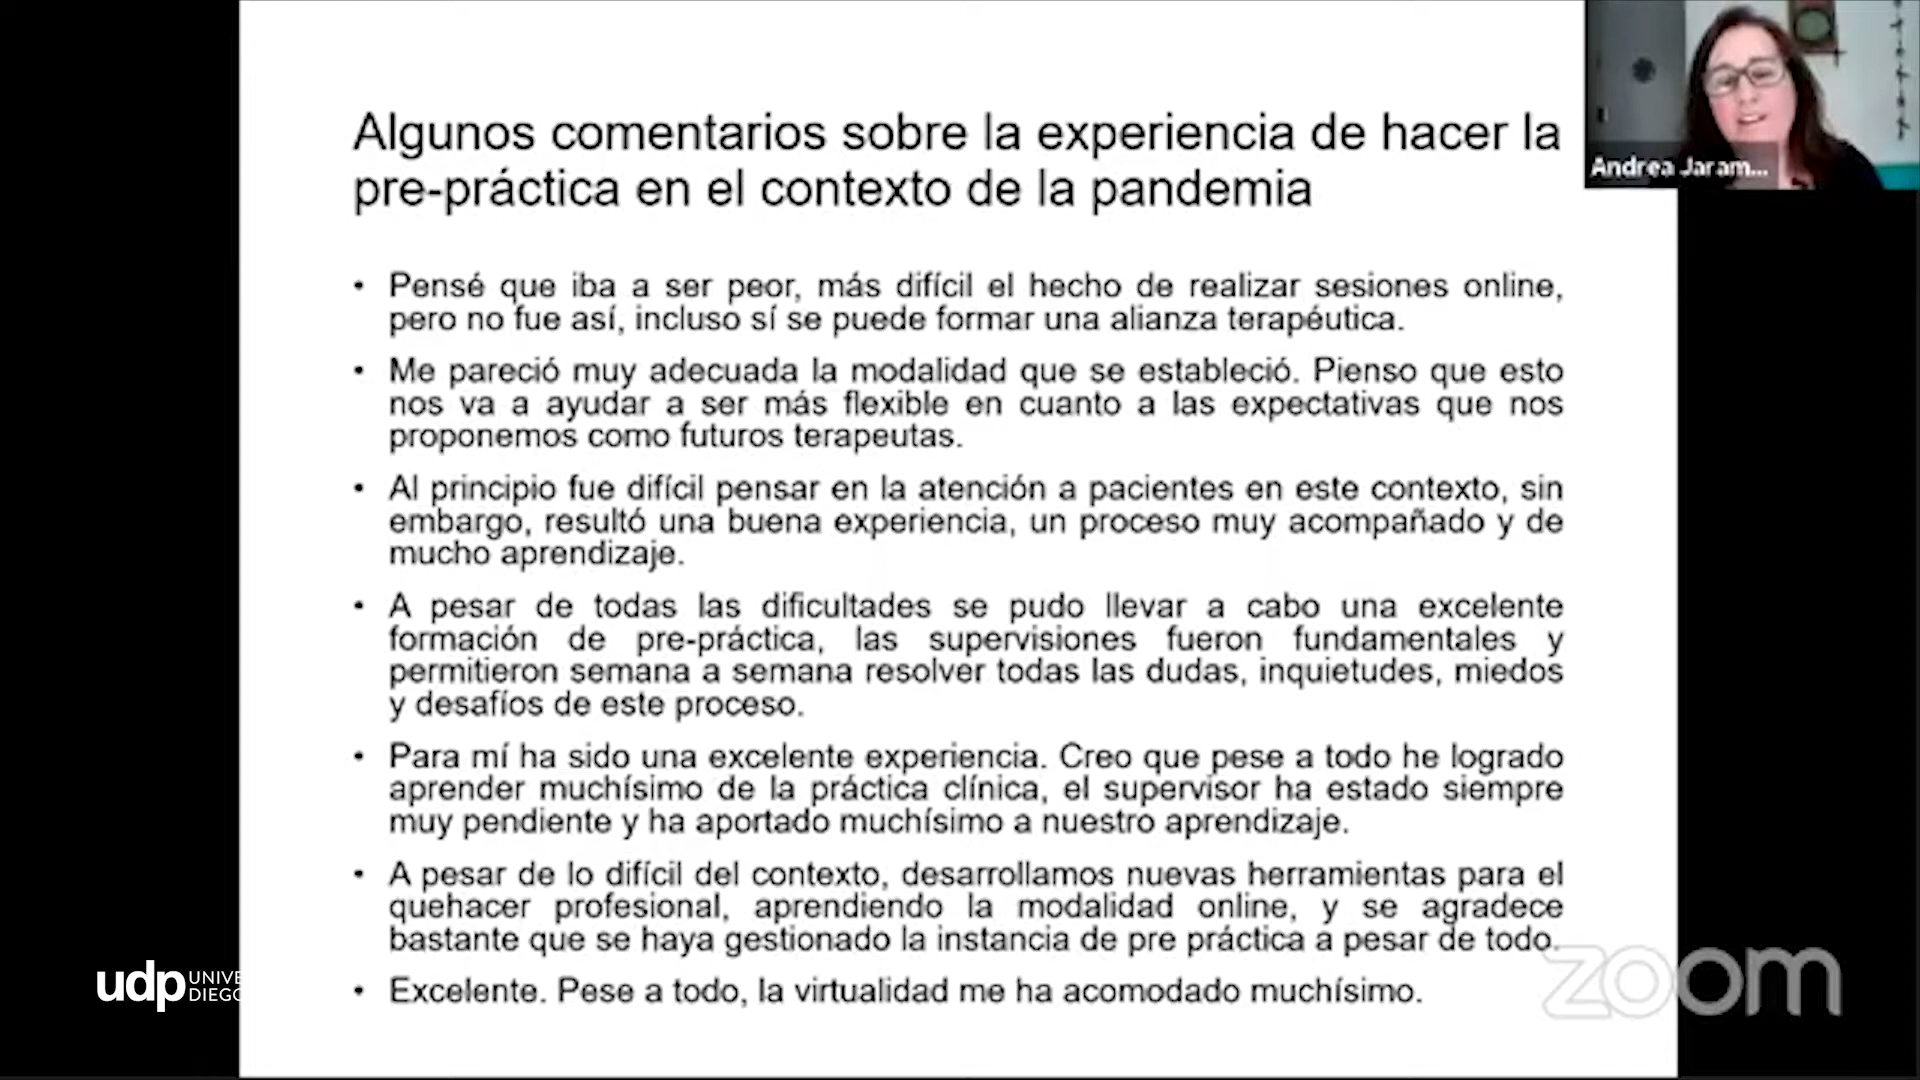 Algunos comentarios sobre la experiencia de hacer la
pre-práctica en el contexto de la pandemia
Andrea Jaram...
• Pensé que iba a ser peor, más difícil el hecho de realizar sesiones online,
pero no fue así, incluso sí se puede formar una alianza terapéutica.
• Me pareció muy adecuada la modalidad que se estableció. Pienso que esto
nos va a ayudar a ser más flexible en cuanto a las expectativas que nos
proponemos como futuros terapeutas.
• Al principio fue difícil pensar en la atención a pacientes en este contexto, sin
embargo, resultó una buena experiencia, un proceso muy acompañado y de
mucho aprendizaje.
• A pesar de todas las dificultades se pudo llevar a cabo una excelente
formación de pre-práctica, las supervisiones fueron fundamentales y
permitieron semana a semana resolver todas las dudas, inquietudes, miedos
y desafíos de este proceso.
• Para mí ha sido una excelente experiencia. Creo que pese a todo he logrado
aprender muchísimo de la práctica clínica, el supervisor ha estado siempre
muy pendiente y ha aportado muchísimo a nuestro aprendizaje.
• A pesar de lo difícil del contexto, desarrollamos nuevas herramientas para el
quehacer profesional, aprendiendo la modalidad online, y se agradece
bastante que se haya gestionado la instancia de pre práctica a pesar de todo.
• Excelente. Pese a todo, la virtualidad me ha acomodado muchísimo.
udp UNIVE
DIEGO
zoom